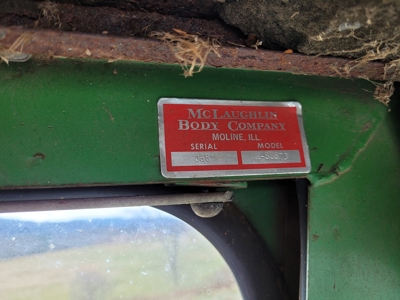 McLaughlin
Body Company
MOLINE, ILL.
SERIAL MODEL